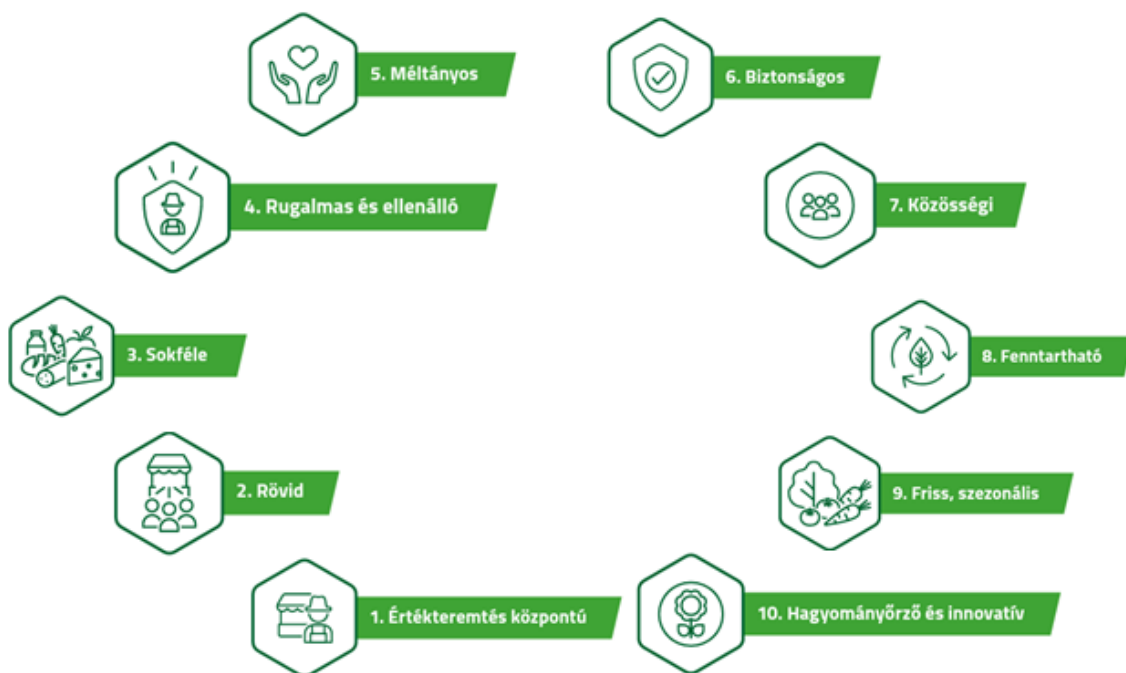 5. Méltányos
6. Biztonságos
4. Rugalmas és ellenálló
7. Közösségi
3. Sokféle
8. Fenntartható
2. Rövid
9. Friss, szezonális
1. Értékteremtés központú
10. Hagyományőrző és innovatív